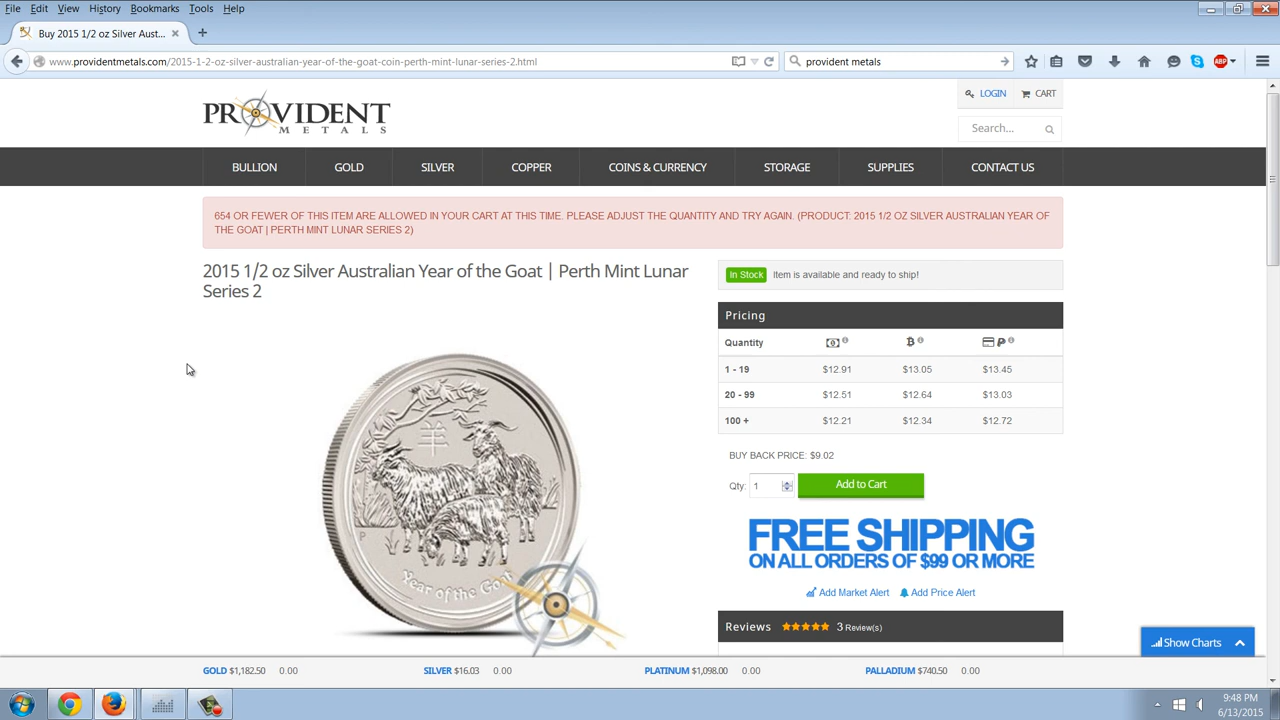 File Edit View History Bookmarks Tools Help
Buy 2015 1/2 oz Silver Aust...
www.providentmetals.com/2015-1-2-oz-silver-australian-year-of-the-goat-coin-perth-mint-lunar-series-2.html
provident metals
ABP
PROVIDENT
METALS
LOGIN CART
Search...
BULLION GOLD SILVER COPPER COINS & CURRENCY STORAGE SUPPLIES CONTACT US
654 OR FEWER OF THIS ITEM ARE ALLOWED IN YOUR CART AT THIS TIME. PLEASE ADJUST THE QUANTITY AND TRY AGAIN. (PRODUCT: 2015 1/2 OZ SILVER AUSTRALIAN YEAR OF
THE GOAT | PERTH MINT LUNAR SERIES 2)
2015 1/2 oz Silver Australian Year of the Goat | Perth Mint Lunar
Series 2
羊
P
Year of the Goat
In Stock Item is available and ready to ship!
Pricing
Quantity
1 - 19 $12.91 $13.05 $13.45
20 - 99 $12.51 $12.64 $13.03
100 + $12.21 $12.34 $12.72
BUY BACK PRICE: $9.02
Qty: 1 Add to Cart
FREE SHIPPING
ON ALL ORDERS OF $99 OR MORE
Add Market Alert Add Price Alert
Reviews 3 Review(s)
Show Charts
GOLD $1,182.50 0.00 SILVER $16.03 0.00 PLATINUM $1,098.00 0.00 PALLADIUM $740.50 0.00
9:48 PM
6/13/2015